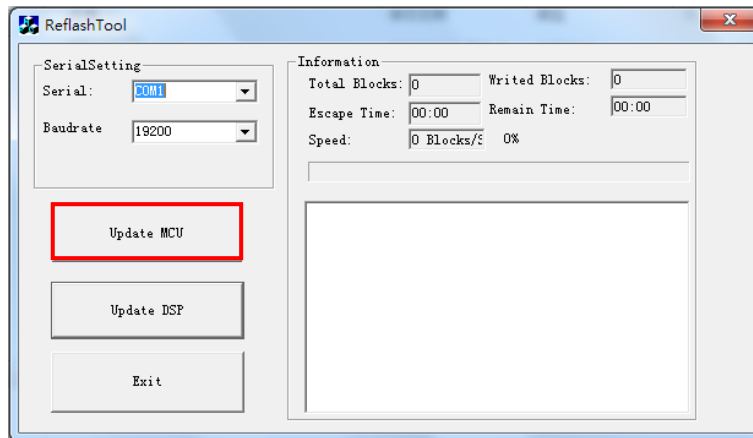 ReflashTool
SerialSetting
Serial: COM1
Baudrate 19200
Update MCU
Update DSP
Exit
Information
Total Blocks: 0 Writed Blocks: 0
Escape Time: 00:00 Remain Time: 00:00
Speed: 0 Blocks/S 0%